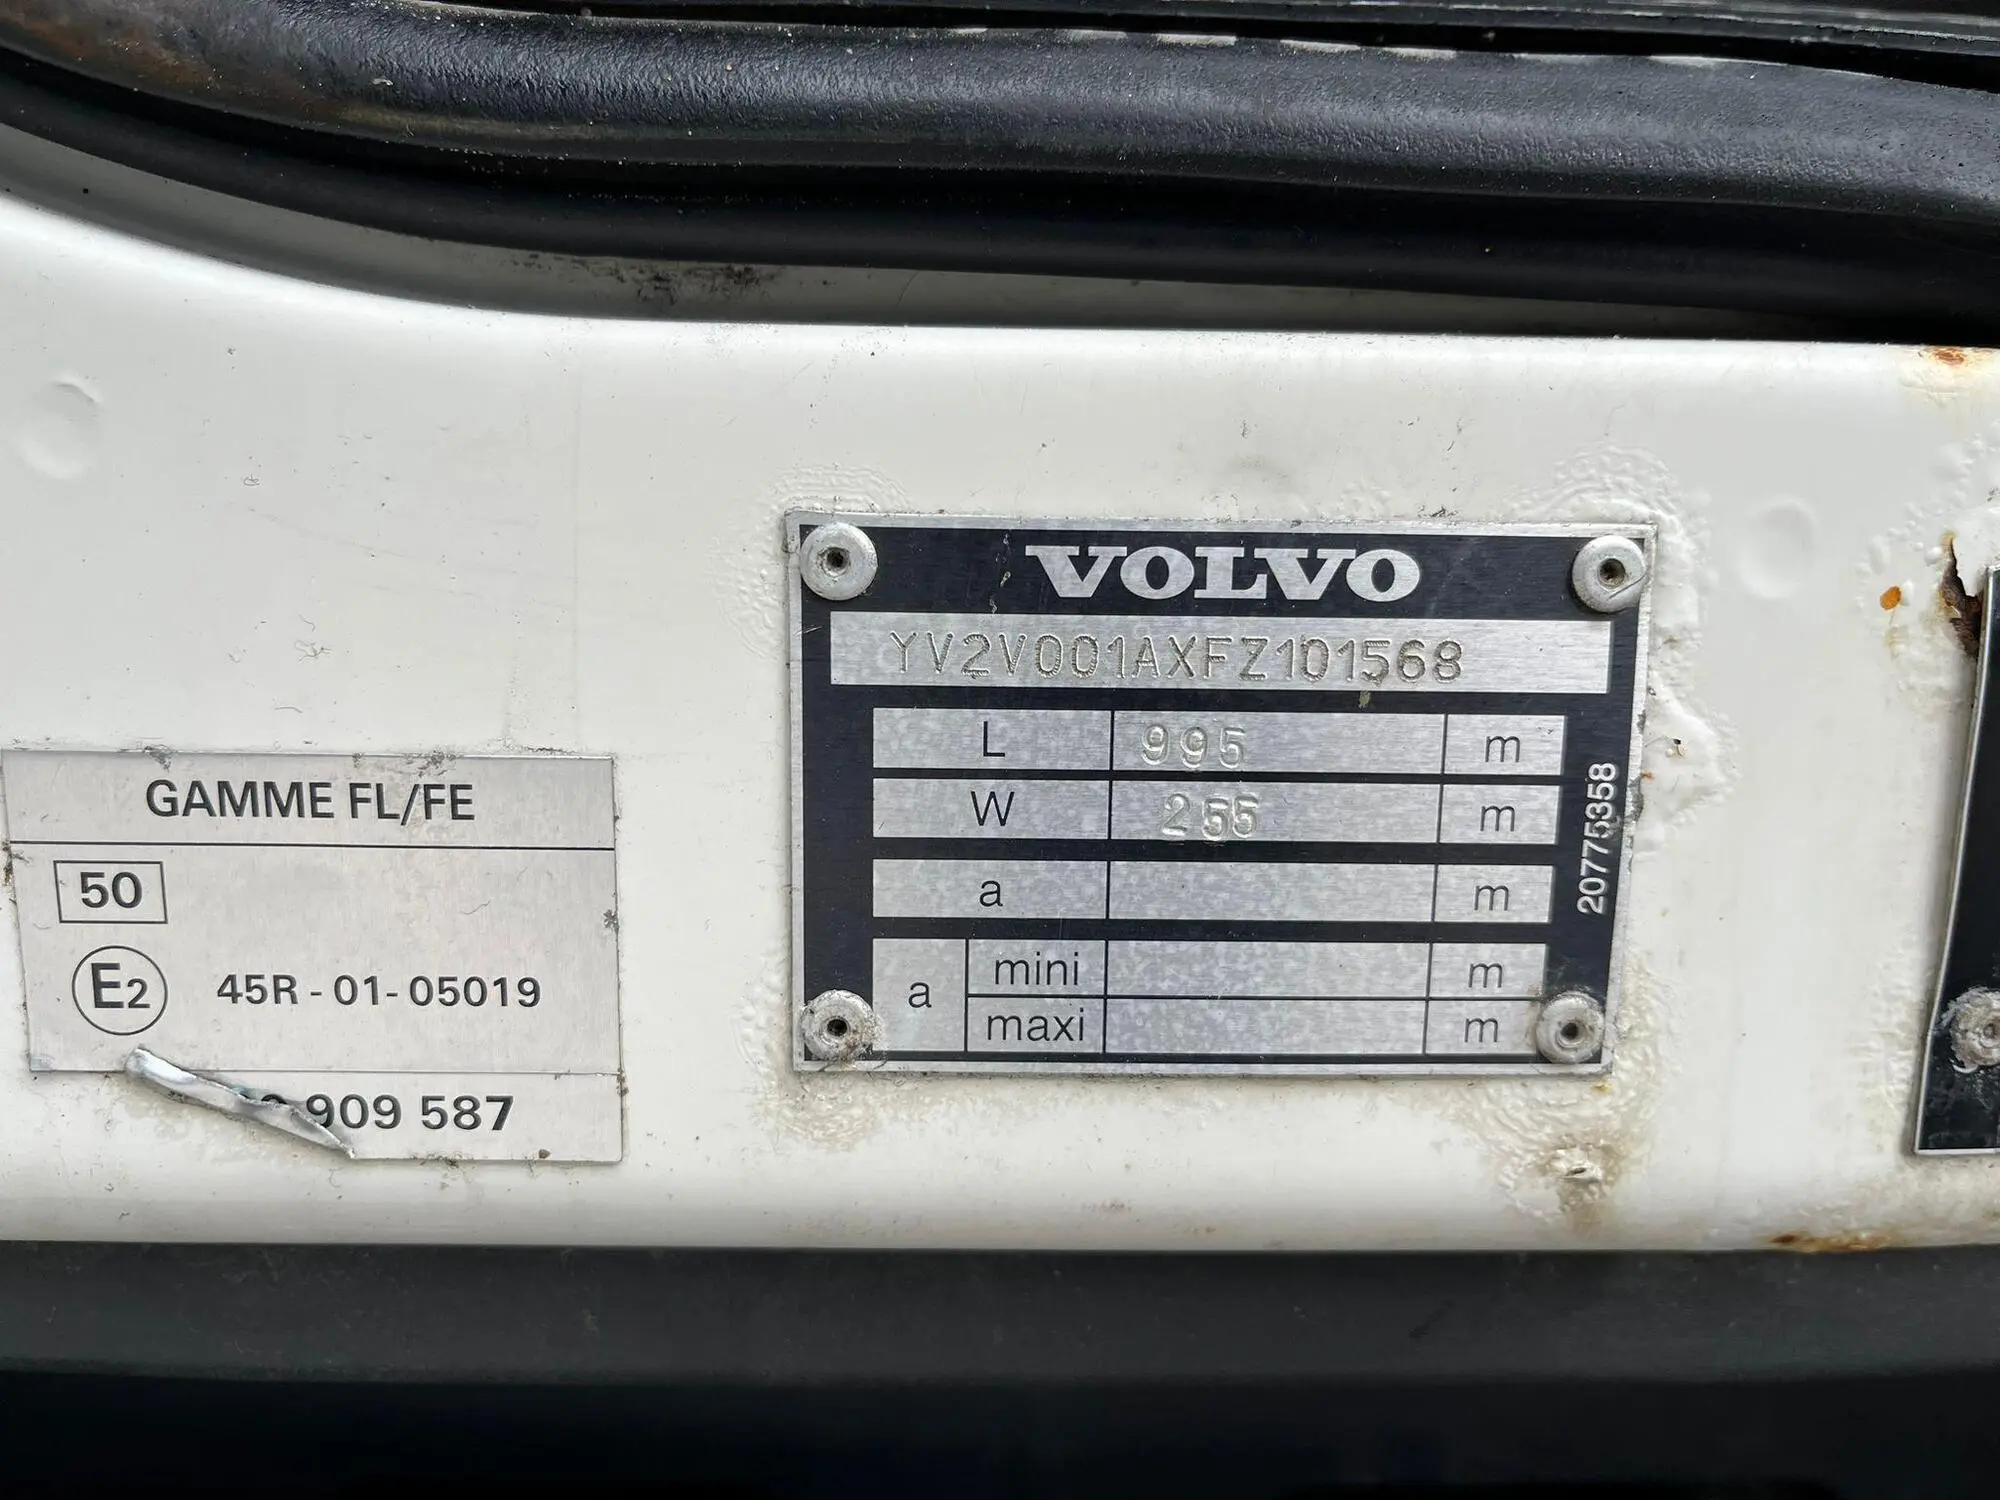 VOLVO
YV2V001AXFZ101568
L 995 m
W 255 m
a m
a mini m
maxi m
20775358
GAMME FL/FE
50
E2 45R - 01 - 05019
909 587